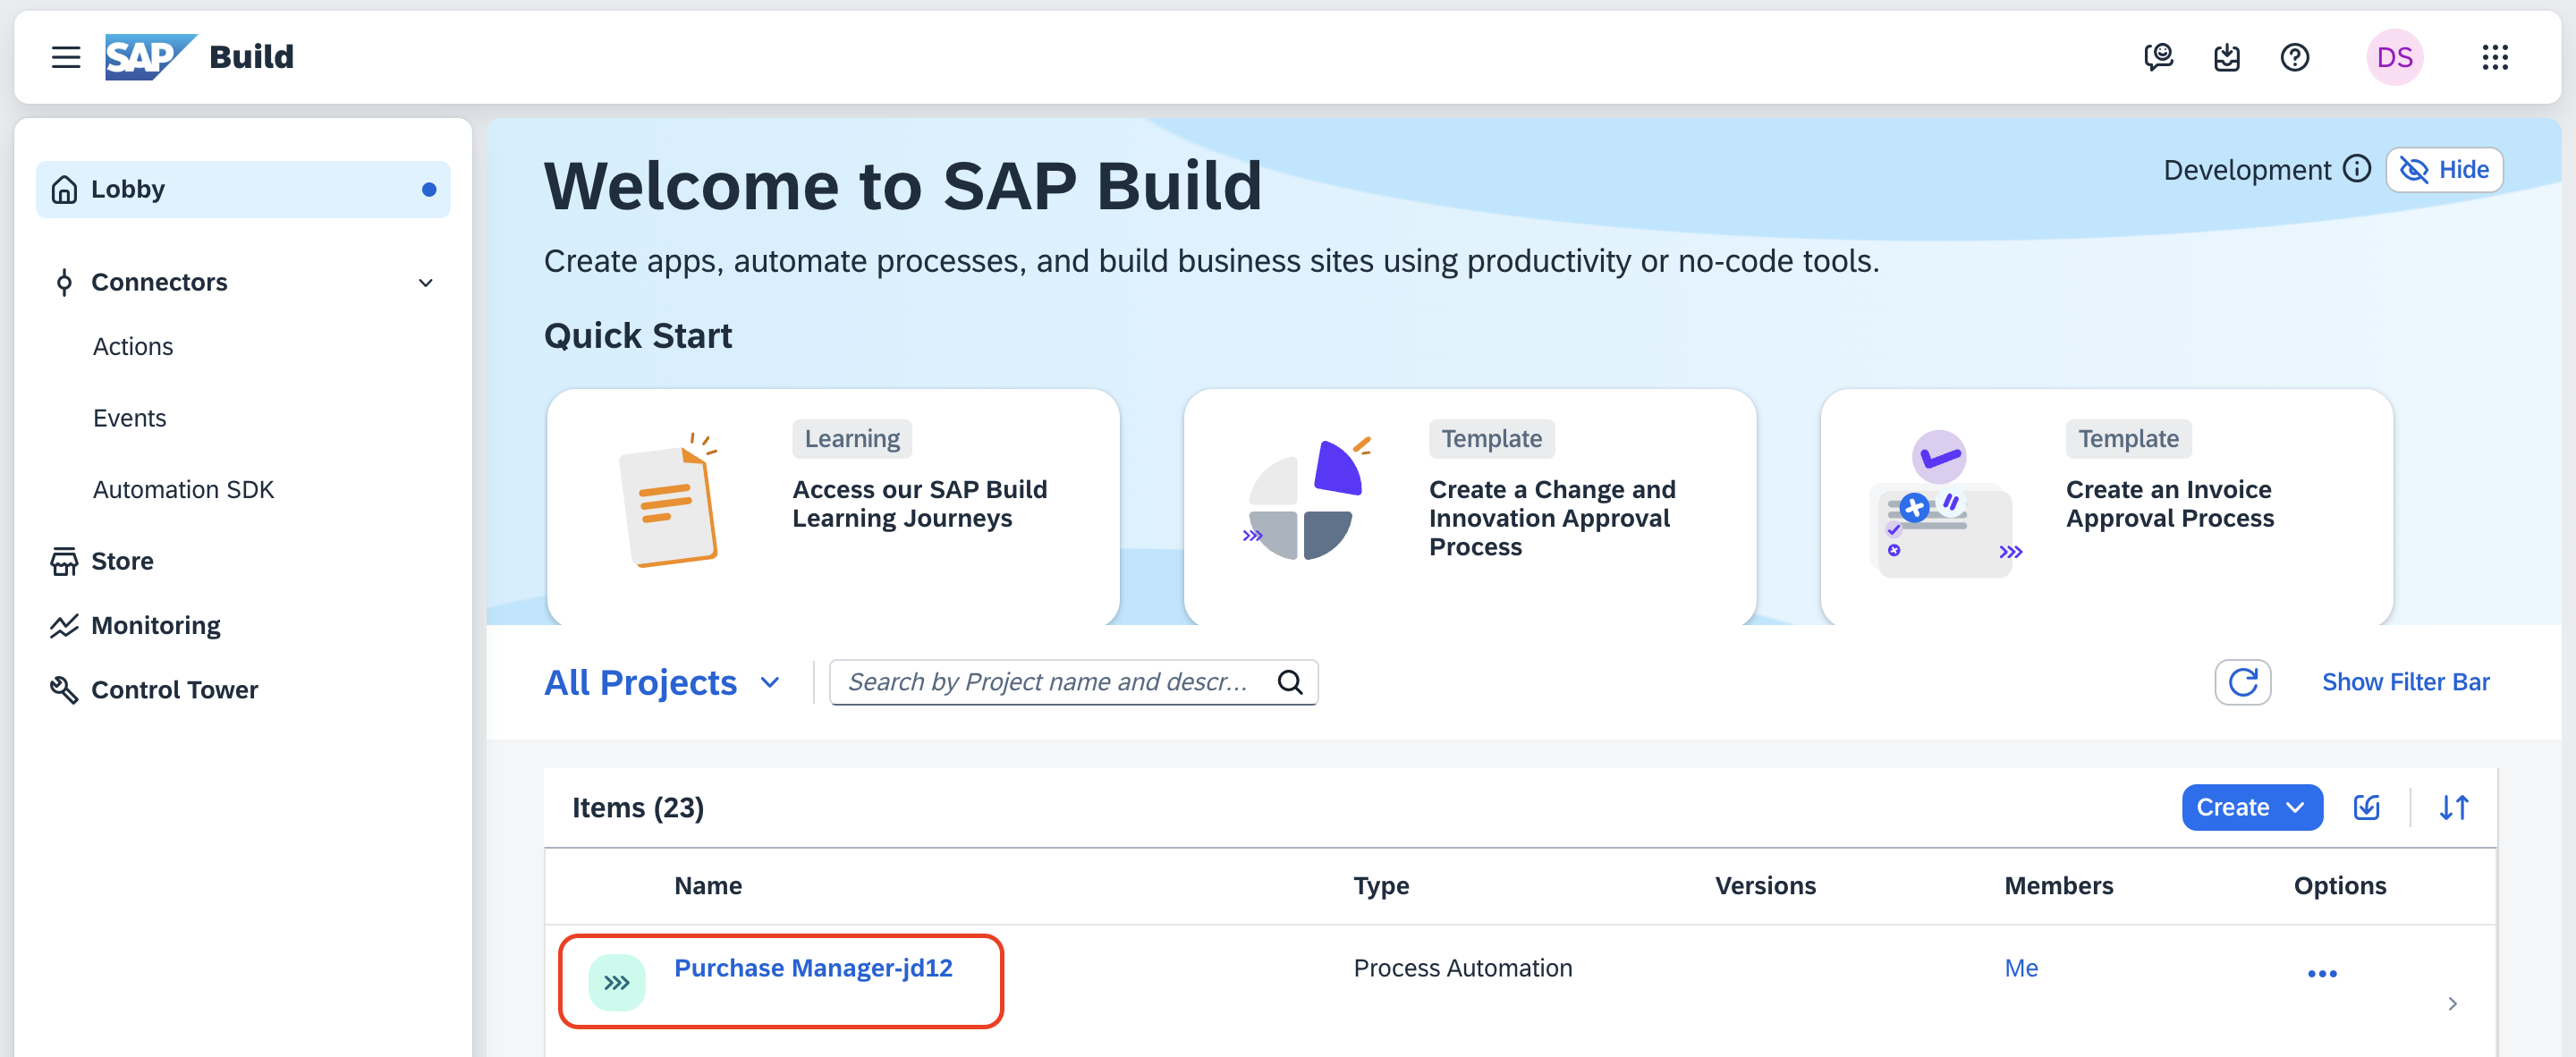 SAP Build
DS
Lobby
Connectors
Actions
Events
Automation SDK
Store
Monitoring
Control Tower
Welcome to SAP Build
Development
Hide
Create apps, automate processes, and build business sites using productivity or no-code tools.
Quick Start
Learning
Access our SAP Build
Learning Journeys
Template
Create a Change and
Innovation Approval
Process
Template
Create an Invoice
Approval Process
All Projects
Search by Project name and descr...
Show Filter Bar
Items (23)
Create
Name Type Versions Members Options
Purchase Manager-jd12 Process Automation Me